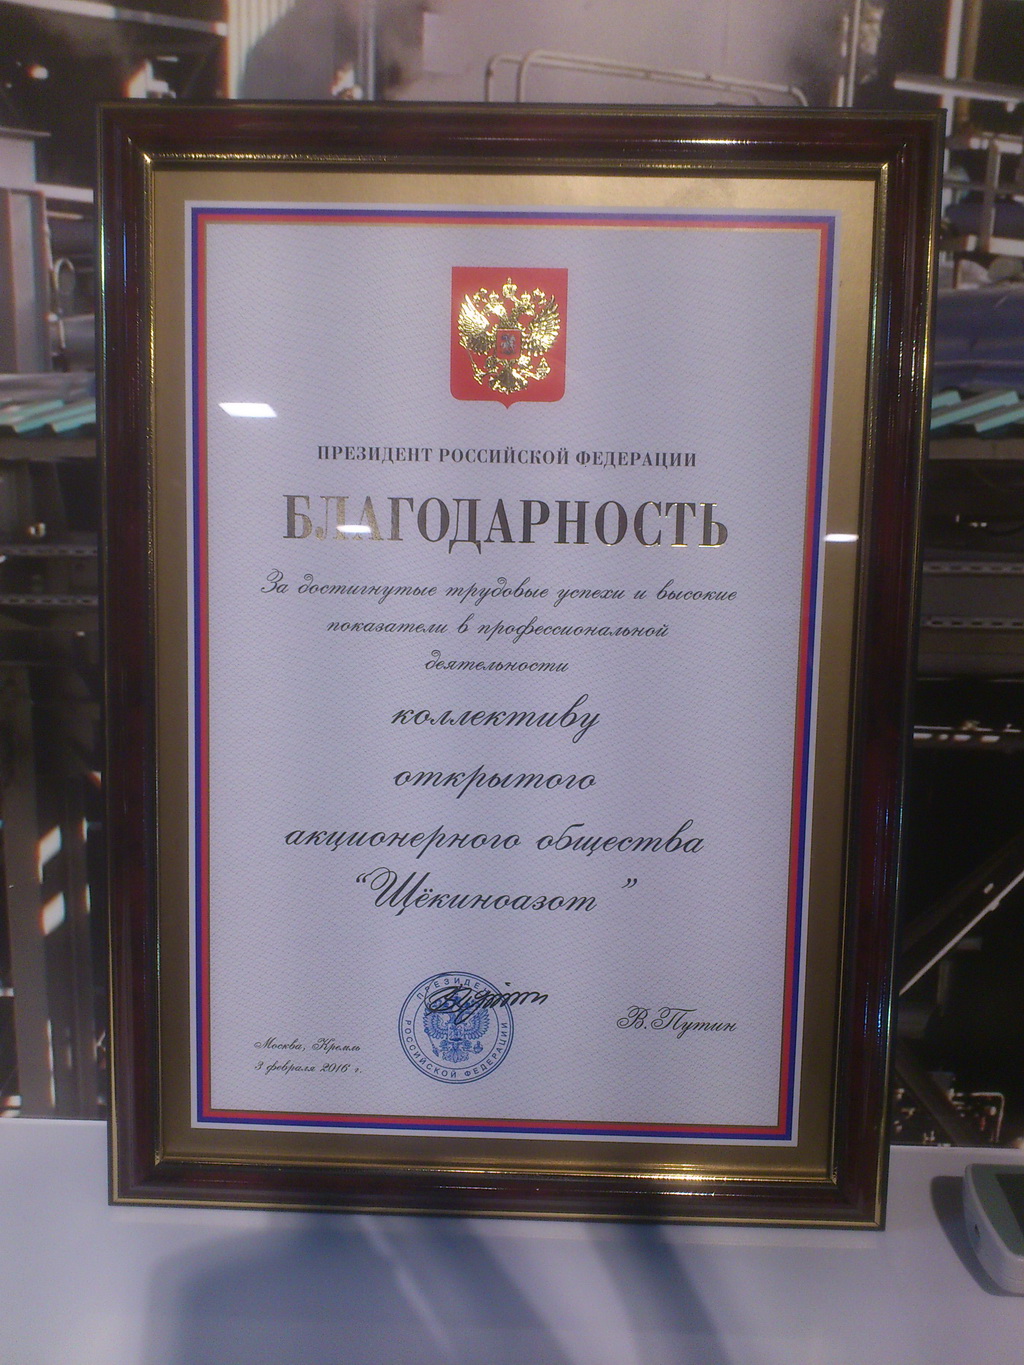 ПРЕЗИДЕНТ РОССИЙСКОЙ ФЕДЕРАЦИИ
БЛАГОДАРНОСТЬ
За достигнутые трудовые успехи и высокие
показатели в профессиональной
деятельности
коллективу
открытого
акционерного общества
“Щёкиноазот ”
ПРЕЗИДЕНТ РОССИЙСКОЙ ФЕДЕРАЦИИ
В.Путин
Москва, Кремль
3 февраля 2016 г.